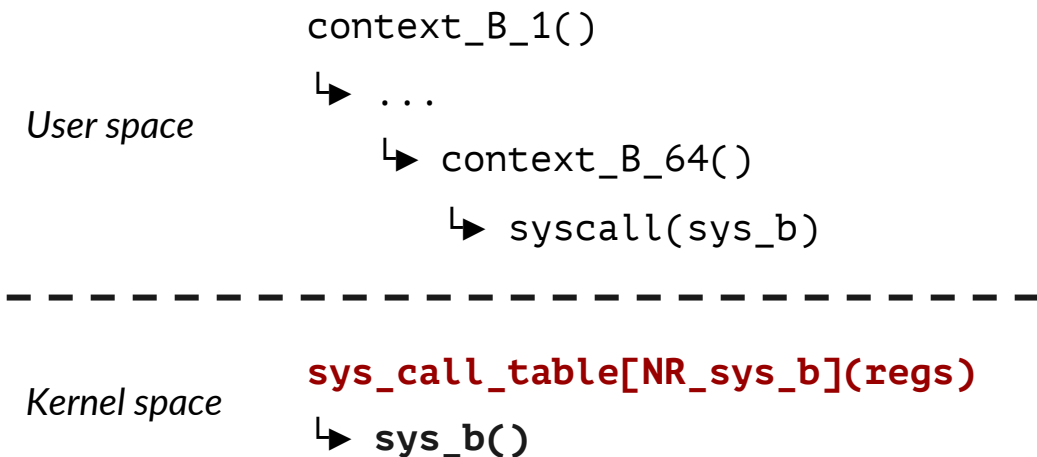 context_B_1()
...
User space
context_B_64()
syscall(sys_b)
sys_call_table[NR_sys_b](regs)
Kernel space
sys_b()